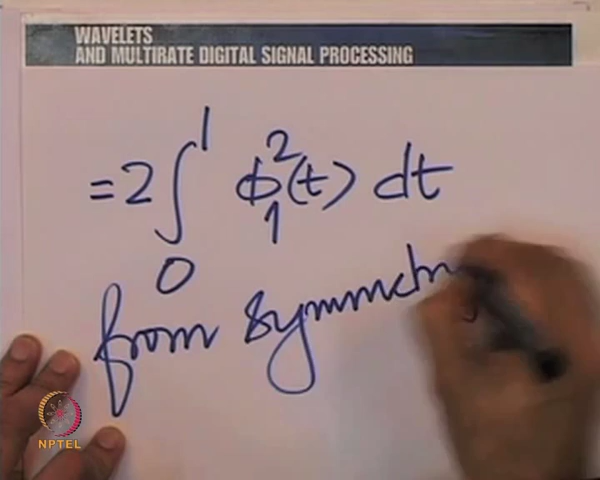 WAVELETS
AND MULTIRATE DIGITAL SIGNAL PROCESSING
= 2 ∫₀¹ ϕ₁²(t) dt
from symmetr
NPTEL